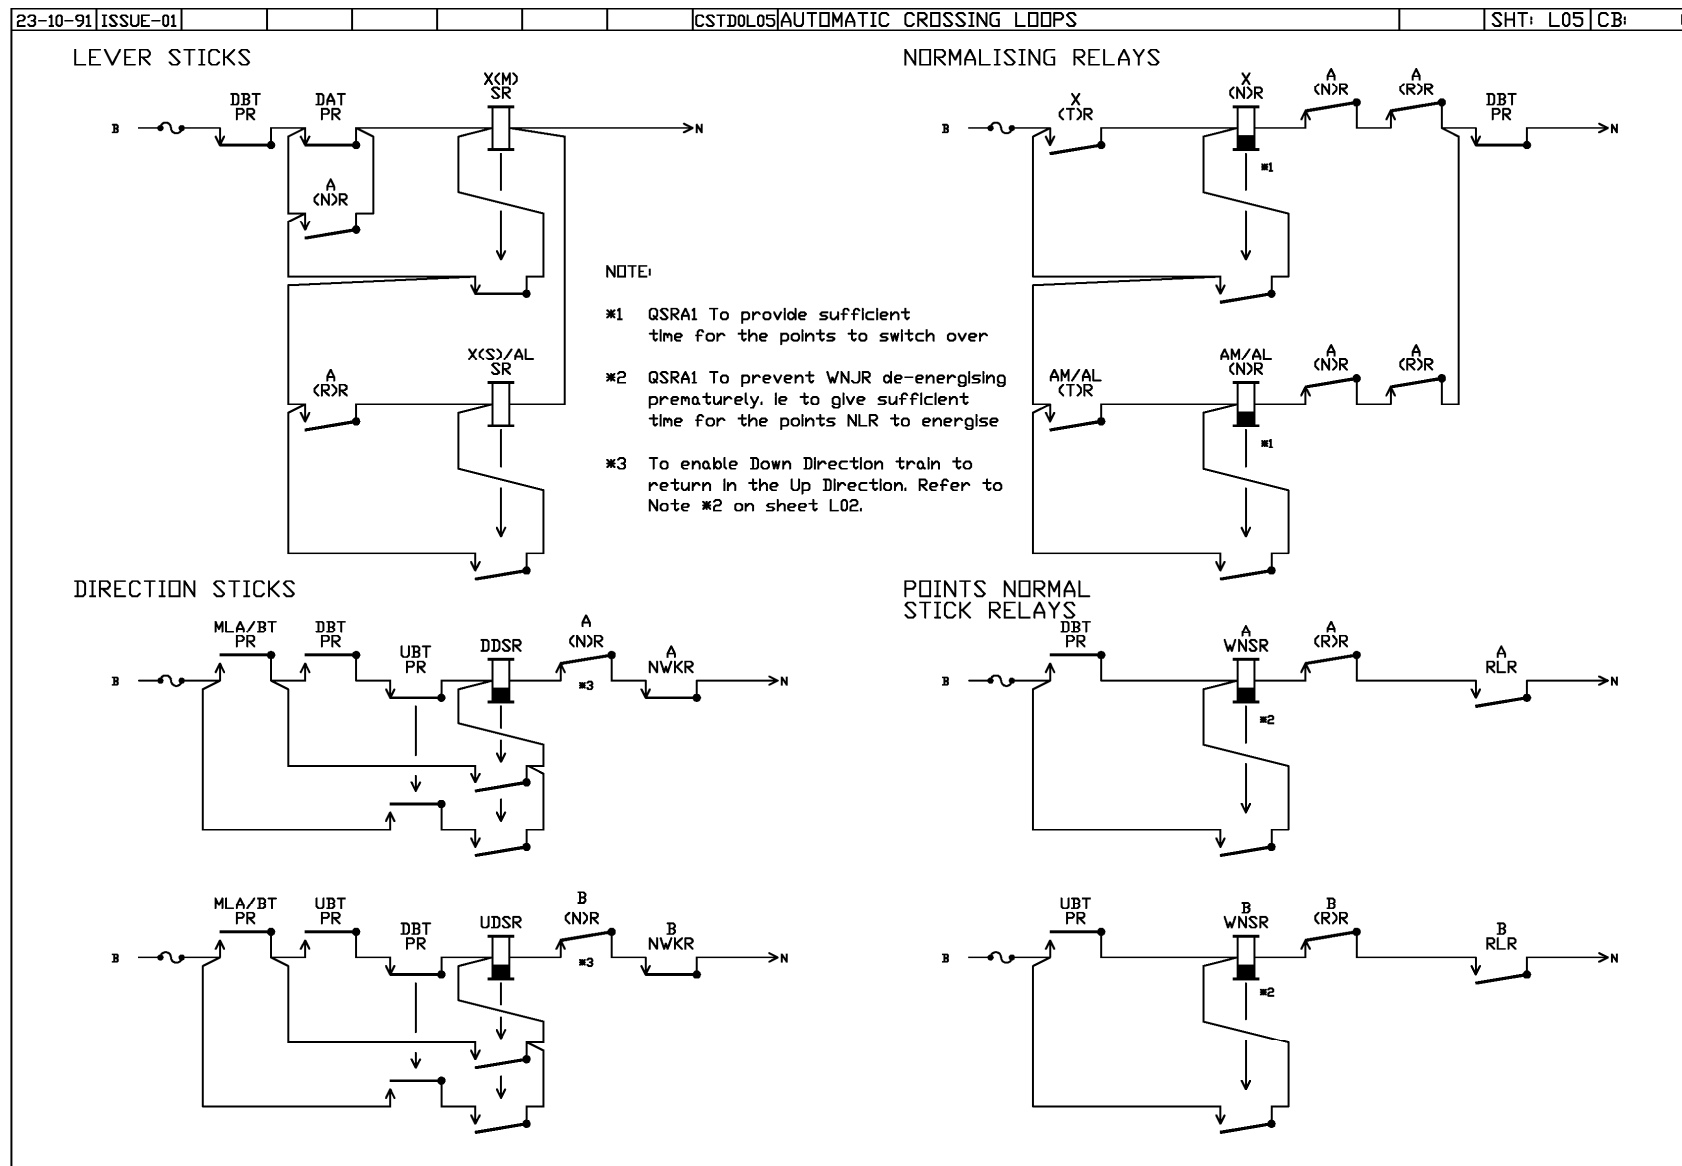 23-10-91 ISSUE-01 CSTD0L05 AUTOMATIC CROSSING LOOPS SHT: L05 CB:
LEVER STICKS
DBT
PR
DAT
PR
X(M)
SR
B
N
A
(N)R
A
(R)R
X(S)/AL
SR
NORMALISING RELAYS
X
(T)R
X
(N)R
A
(N)R
A
(R)R
DBT
PR
B
N
*1
AM/AL
(T)R
AM/AL
(N)R
A
(N)R
A
(R)R
*1
NOTE:
*1 QSRA1 To provide sufficient
time for the points to switch over
*2 QSRA1 To prevent WNJR de-energising
prematurely. ie to give sufficient
time for the points NLR to energise
*3 To enable Down Direction train to
return in the Up Direction. Refer to
Note *2 on sheet L02.
DIRECTION STICKS
MLA/BT
PR
DBT
PR
UBT
PR
DDSR
A
(N)R
A
NWKR
B
N
*3
MLA/BT
PR
UBT
PR
DBT
PR
UDSR
B
(N)R
B
NWKR
B
N
*3
POINTS NORMAL
STICK RELAYS
DBT
PR
A
WNSR
A
(R)R
A
RLR
B
N
*2
UBT
PR
B
WNSR
B
(R)R
B
RLR
B
N
*2